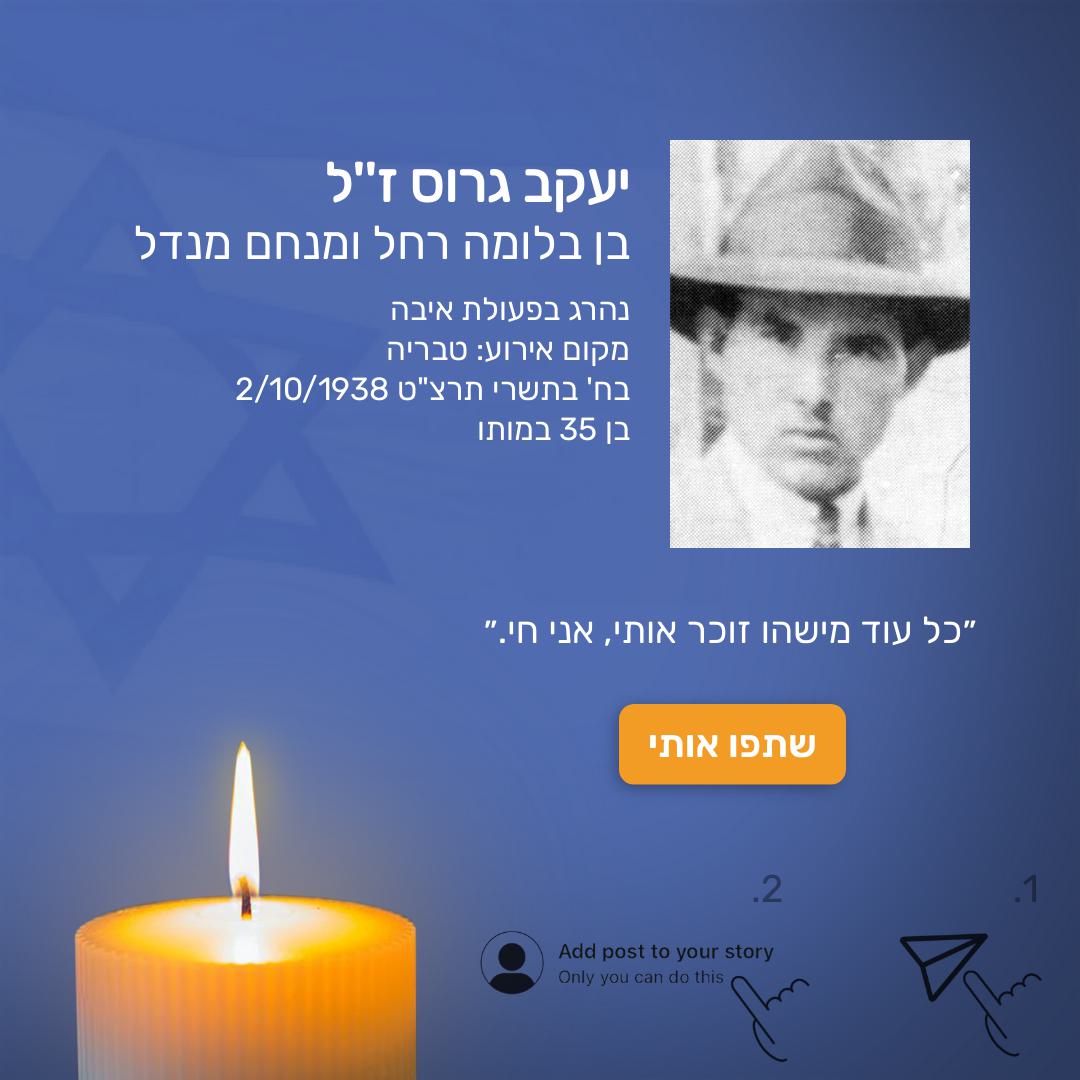 יעקב גרוס ז"ל
בן בלומה רחל ומנחם מנדל
נהרג בפעולת איבה
מקום אירוע: טבריה
בח' בתשרי תרצ"ט 2/10/1938
בן 35 במותו
״כל עוד מישהו זוכר אותי, אני חי.״
שתפו אותי
1.
2.
Add post to your story
Only you can do this